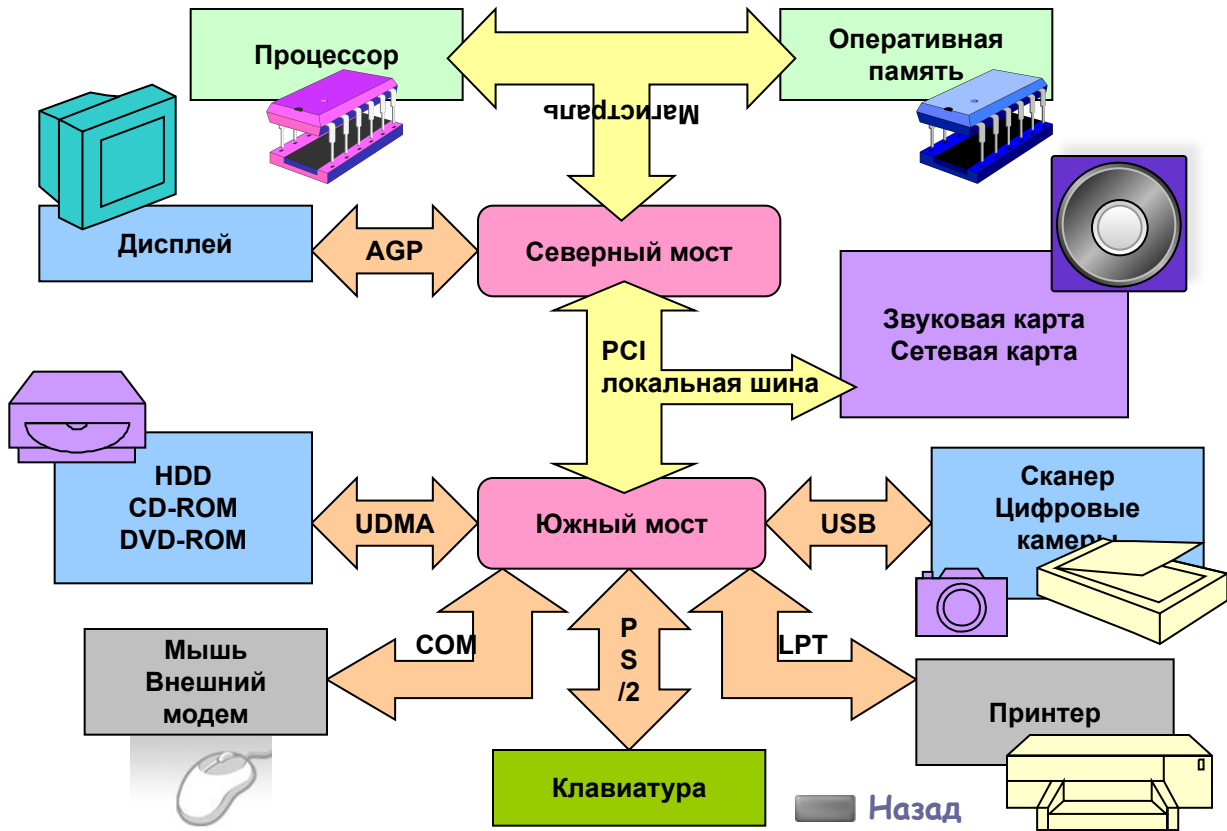 Процессор
Оперативная
память
Магистраль
Дисплей
AGP
Северный мост
Звуковая карта
Сетевая карта
PCI
локальная шина
HDD
CD-ROM
DVD-ROM
UDMA
Южный мост
USB
Сканер
Цифровые
камеры
Мышь
Внешний
модем
COM
P
S
/2
LPT
Принтер
Клавиатура
Назад